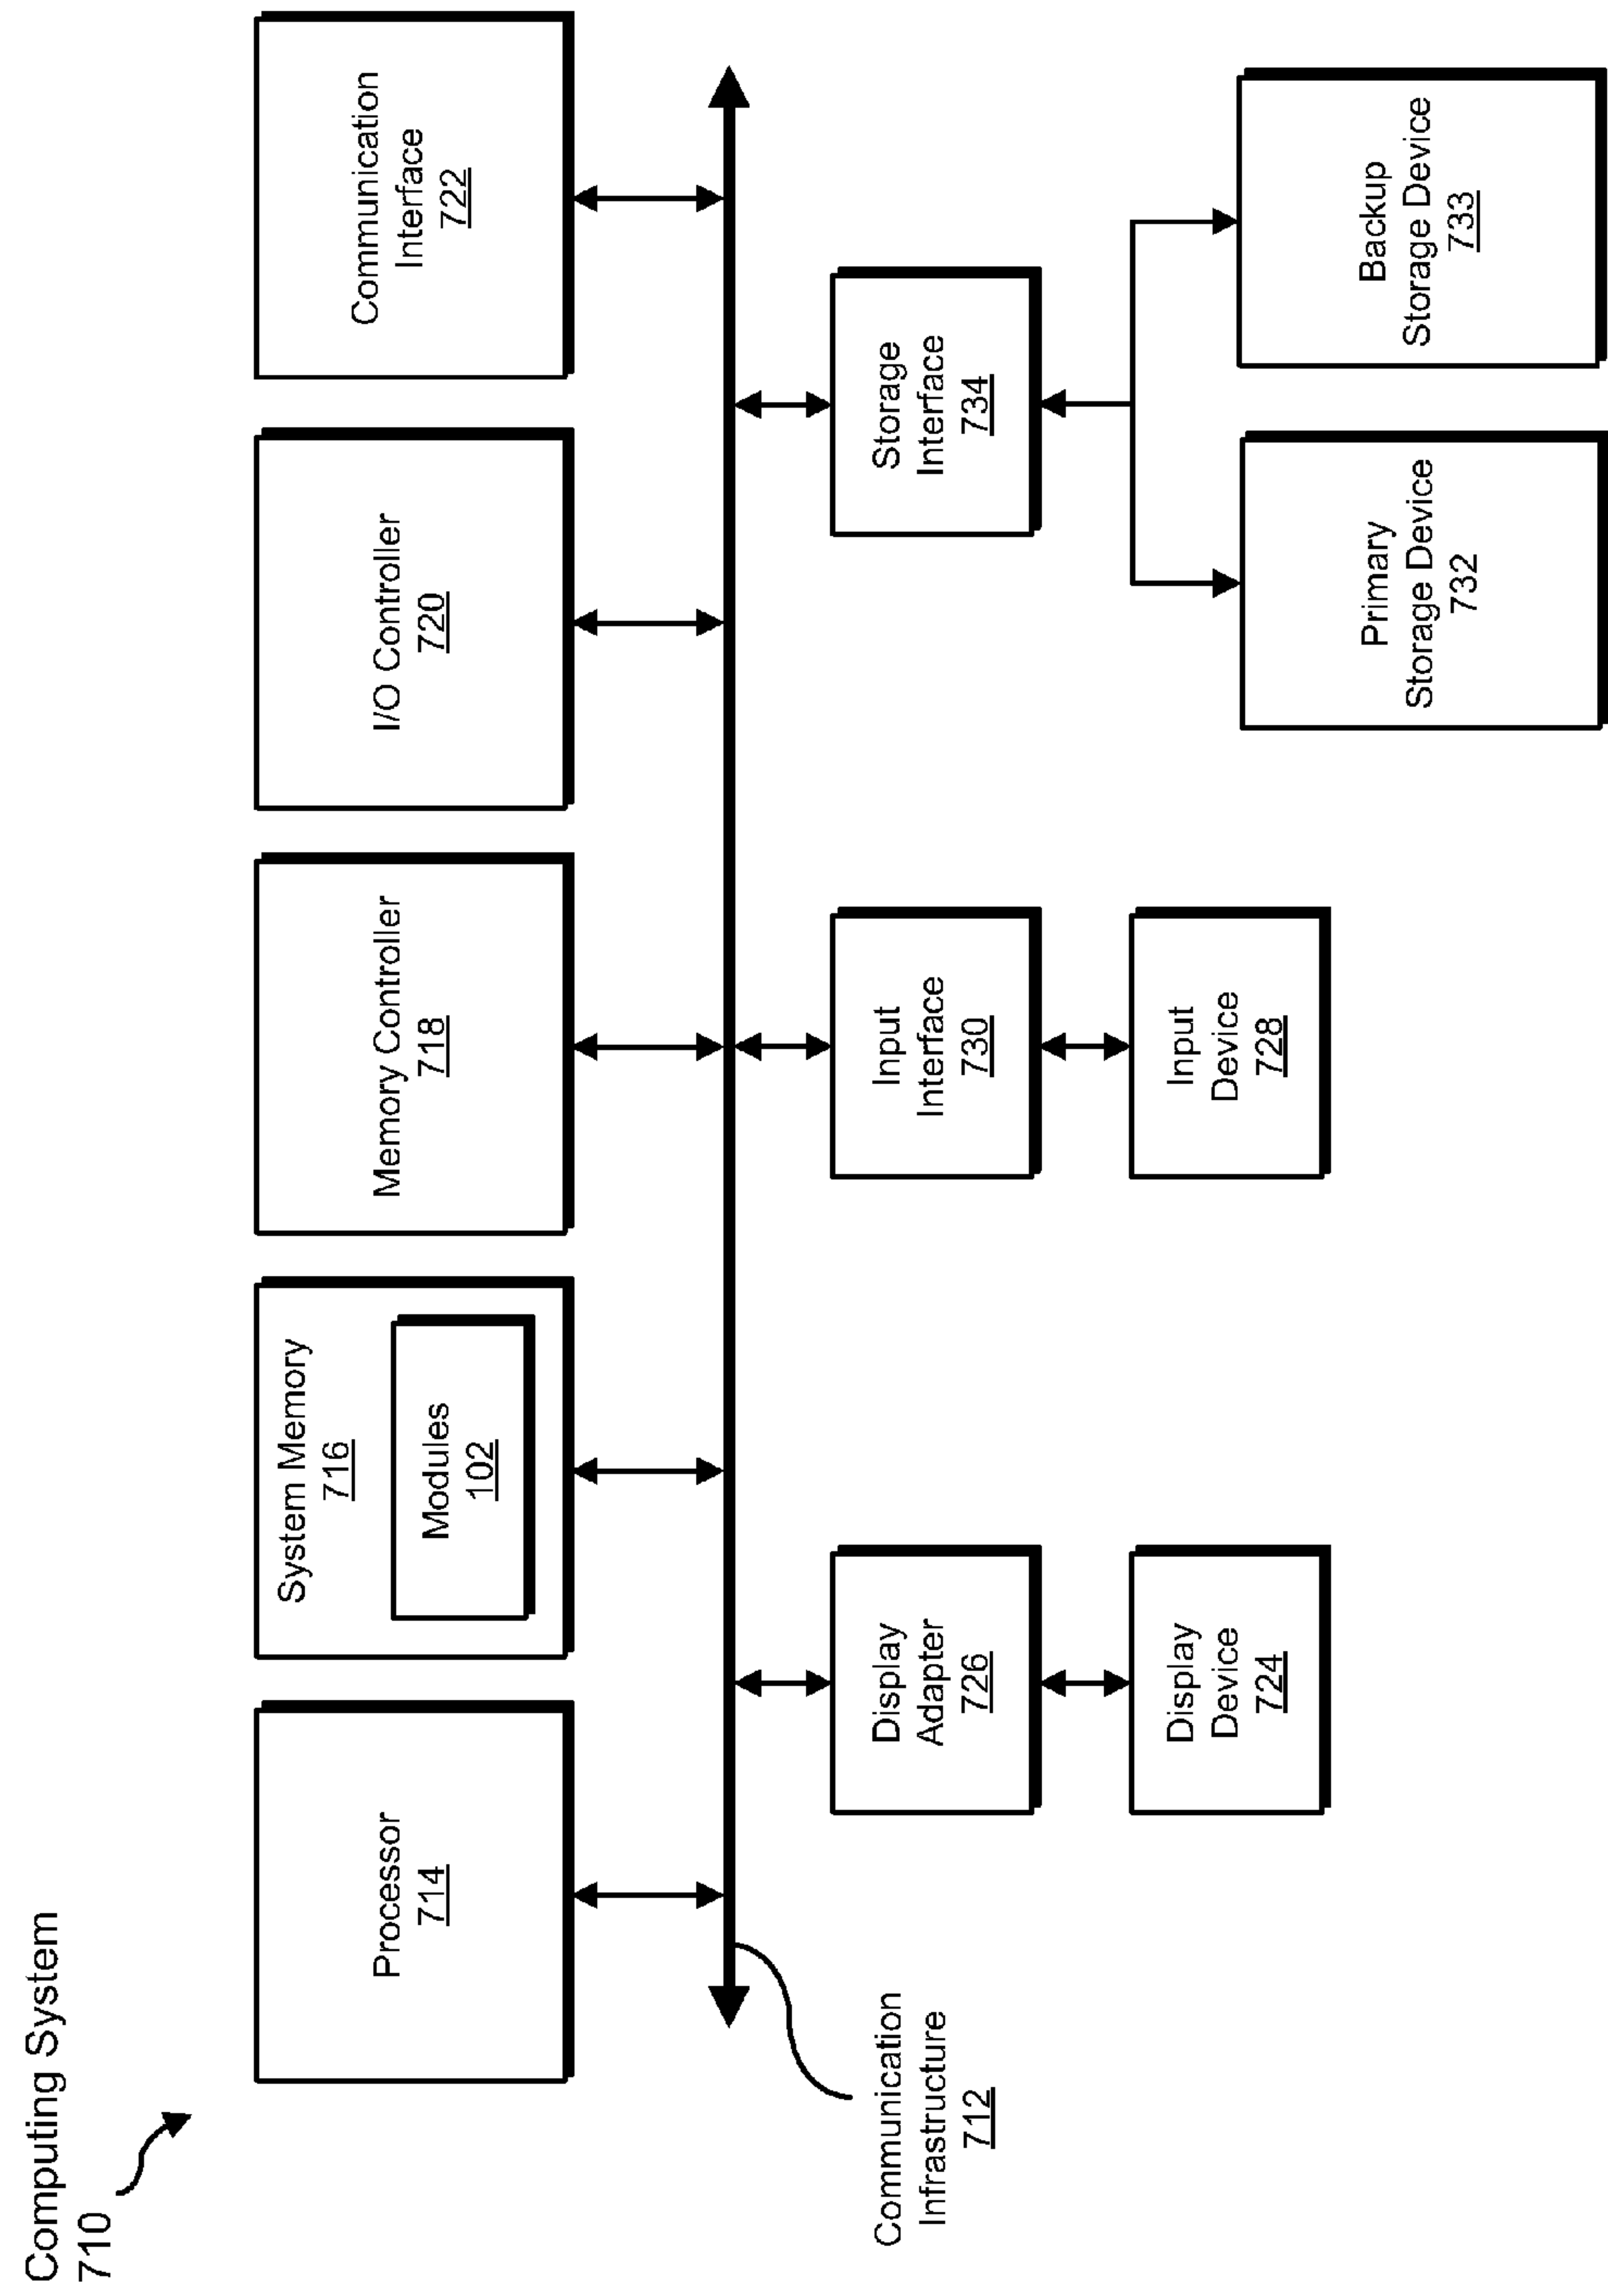 Computing System
710
Processor
714
System Memory
716
Modules
102
Memory Controller
718
I/O Controller
720
Communication
Interface
722
Communication
Infrastructure
712
Display
Adapter
726
Input
Interface
730
Storage
Interface
734
Display
Device
724
Input
Device
728
Primary
Storage Device
732
Backup
Storage Device
733